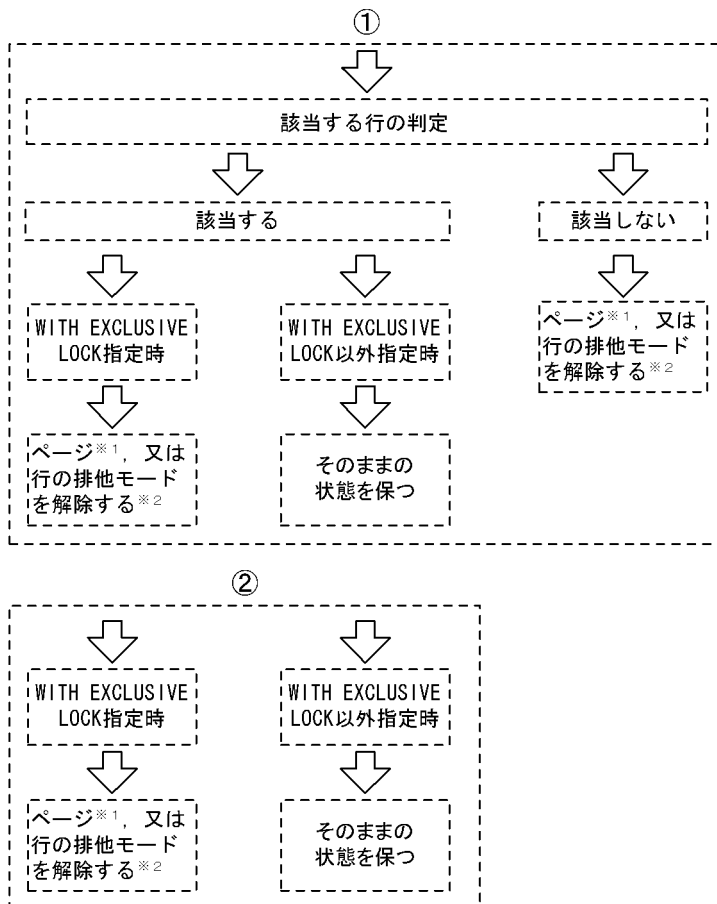 ①
該当する行の判定
該当する
該当しない
WITH EXCLUSIVE
LOCK指定時
WITH EXCLUSIVE
LOCK以外指定時
ページ※1，又は
行の排他モード
を解除する※2
ページ※1，又は
行の排他モード
を解除する※2
そのままの
状態を保つ
②
WITH EXCLUSIVE
LOCK指定時
WITH EXCLUSIVE
LOCK以外指定時
ページ※1，又は
行の排他モード
を解除する※2
そのままの
状態を保つ